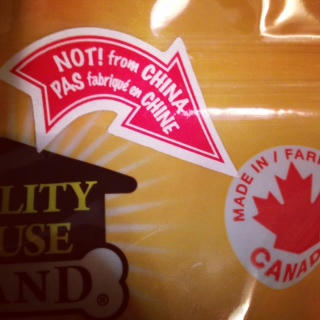 NOT! from CHINA
PAS fabriqué en CHINE
MADE IN / FAB
CANAD
LITY
USE
AND®